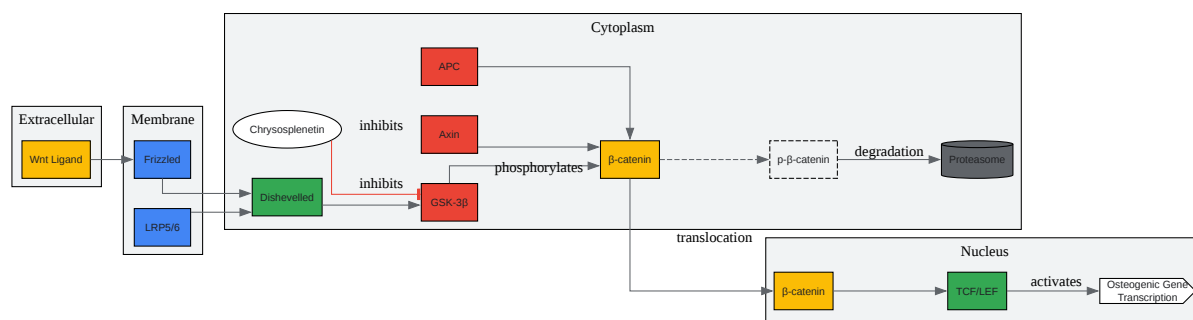 Cytoplasm
APC
Extracellular
Membrane
Chrysosplenetin
inhibits
Axin
Wnt Ligand
Frizzled
β-catenin
p-β-catenin
degradation
Proteasome
phosphorylates
Dishevelled
inhibits
GSK-3β
LRP5/6
translocation
Nucleus
β-catenin
TCF/LEF
activates
Osteogenic Gene
Transcription